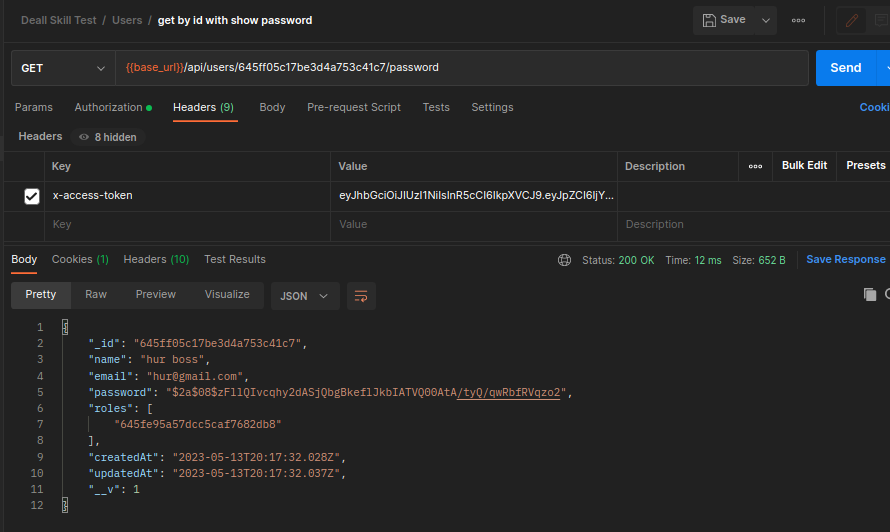 Deall Skill Test / Users / get by id with show password
Save
GET {{base_url}}/api/users/645ff05c17be3d4a753c41c7/password Send
Params Authorization Headers (9) Body Pre-request Script Tests Settings Cooki
Headers 8 hidden
Key Value Description Bulk Edit Presets
x-access-token eyJhbGciOiJIUzI1NiIsInR5cCI6IkpXVCJ9.eyJpZCI6IjY...
Key Value Description
Body Cookies (1) Headers (10) Test Results Status: 200 OK Time: 12 ms Size: 652 B Save Response
Pretty Raw Preview Visualize JSON
1 {
2 "_id": "645ff05c17be3d4a753c41c7",
3 "name": "hur boss",
4 "email": "hur@gmail.com",
5 "password": "$2a$08$zFllQIvcqhy2dASjQbgBkeflJkbIATVQ00AtA/tyQ/qwRbfRVqzo2",
6 "roles": [
7 "645fe95a57dcc5caf7682db8"
8 ],
9 "createdAt": "2023-05-13T20:17:32.028Z",
10 "updatedAt": "2023-05-13T20:17:32.037Z",
11 "__v": 1
12 }